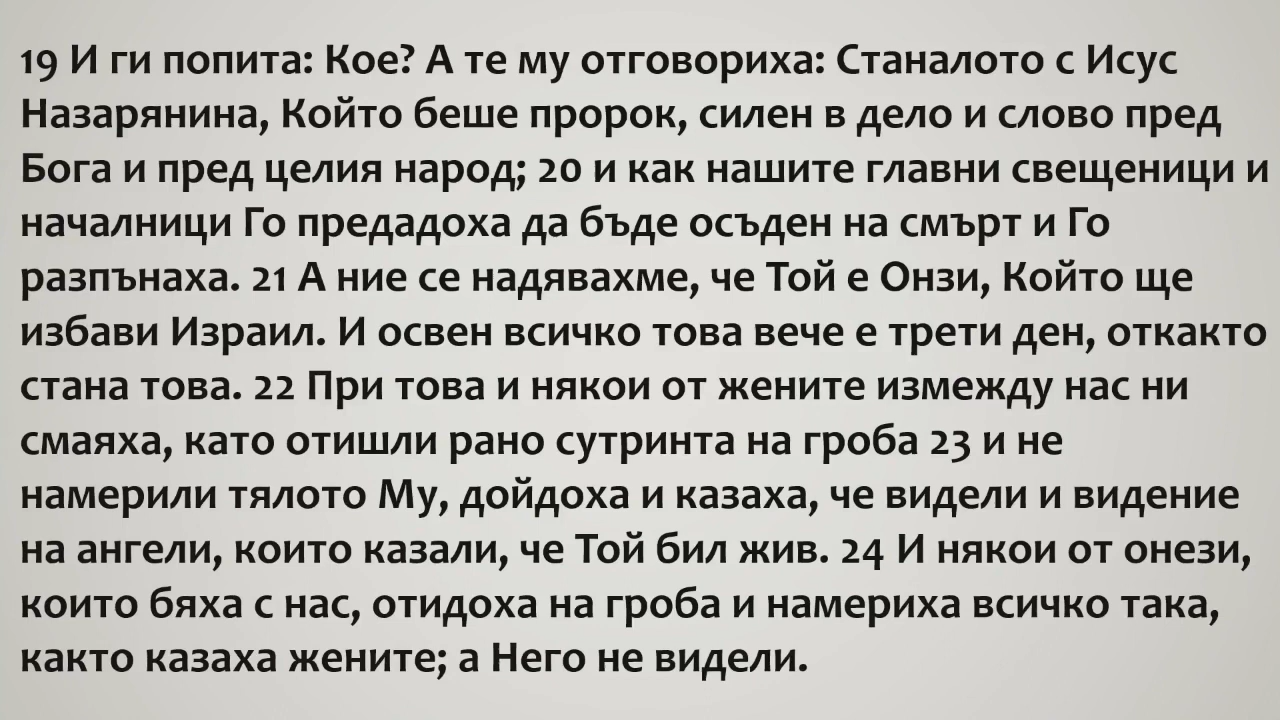 19 И ги попита: Кое? А те му отговориха: Станалото с Исус
Назарянина, Който беше пророк, силен в дело и слово пред
Бога и пред целия народ; 20 и как нашите главни свещеници и
началници Го предадоха да бъде осъден на смърт и Го
разпънаха. 21 А ние се надявахме, че Той е Онзи, Който ще
избави Израил. И освен всичко това вече е трети ден, откакто
стана това. 22 При това и някои от жените измежду нас ни
смаяха, като отишли рано сутринта на гроба 23 и не
намерили тялото Му, дойдоха и казаха, че видели и видение
на ангели, които казали, че Той бил жив. 24 И някои от онези,
които бяха с нас, отидоха на гроба и намериха всичко така,
както казаха жените; а Него не видели.